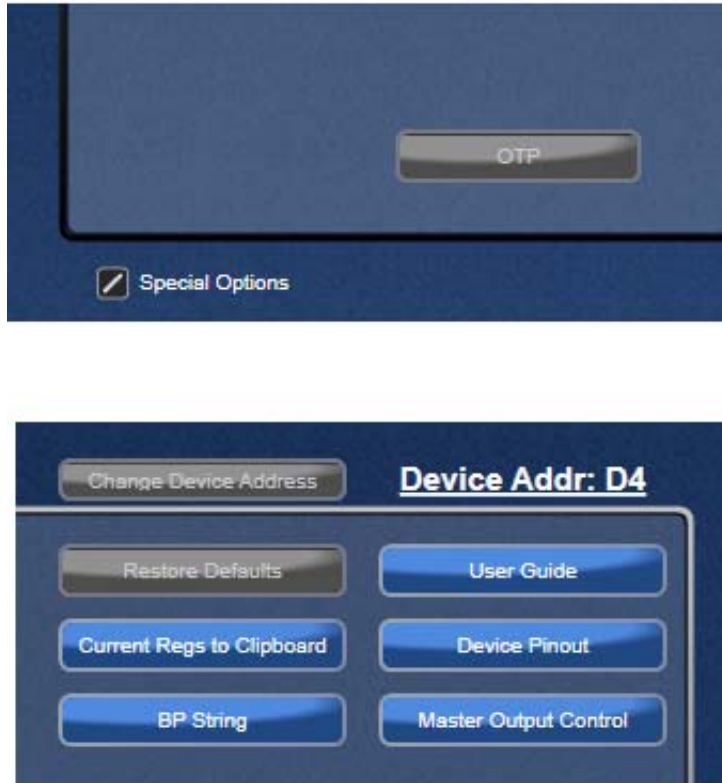 OTP
Special Options
Change Device Address
Device Addr: D4
Restore Defaults
User Guide
Current Regs to Clipboard
Device Pinout
BP String
Master Output Control